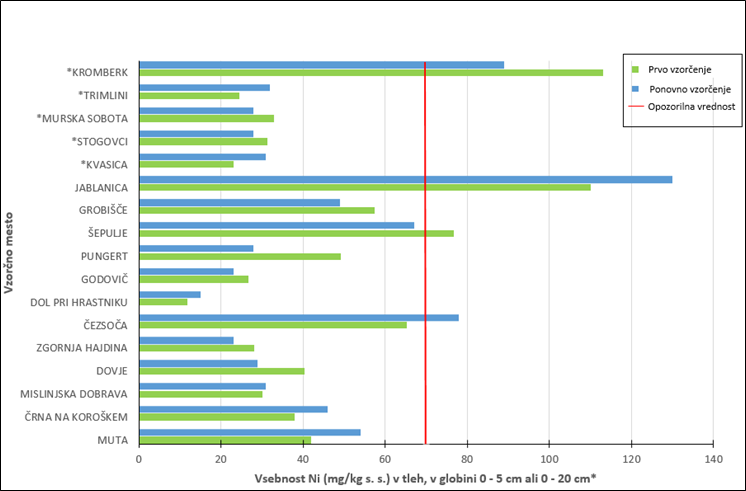 *KROMBERK
*TRIMLINI
*MURSKA SOBOTA
*STOGOVCI
*KVASICA
JABLANICA
GROBIŠČE
ŠEPULJE
PUNGERT
GODOVIČ
DOL PRI HRASTNIKU
ČEZSOČA
ZGORNJA HAJDINA
DOVJE
MISLINJSKA DOBRAVA
ČRNA NA KOROŠKEM
MUTA
Vzorčno mesto
0 20 40 60 80 100 120 140
Vsebnost Ni (mg/kg s. s.) v tleh, v globini 0 - 5 cm ali 0 - 20 cm*
Prvo vzorčenje
Ponovno vzorčenje
Opozorilna vrednost